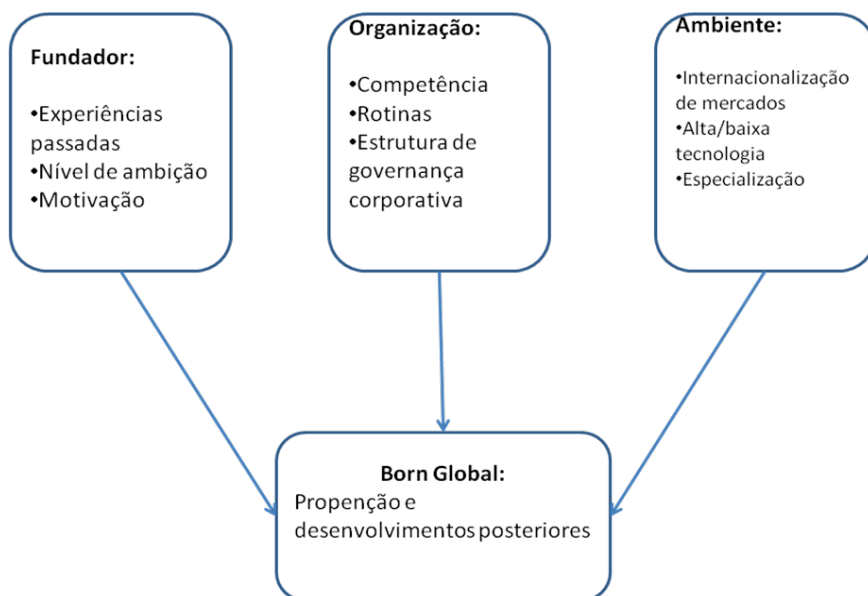 Fundador:
•Experiências
passadas
•Nível de ambição
•Motivação
Organização:
•Competência
•Rotinas
•Estrutura de
governança
corporativa
Ambiente:
•Internacionalização
de mercados
•Alta/baixa
tecnologia
•Especialização
Born Global:
Propenção e
desenvolvimentos posteriores